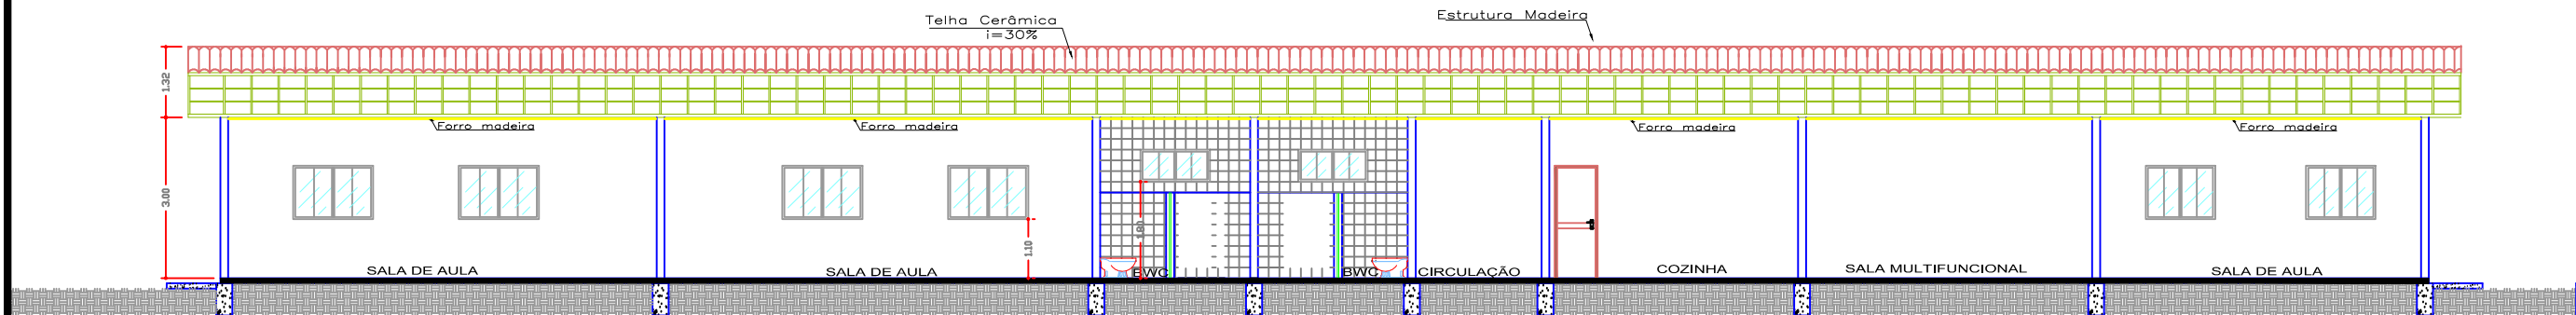 Telha Cerâmica
i=30%
Estrutura Madeira
1.32
Forro madeira
Forro madeira
Forro madeira
Forro madeira
3.00
1.10
1.80
SALA DE AULA
SALA DE AULA
BWC
BWC
CIRCULAÇÃO
COZINHA
SALA MULTIFUNCIONAL
SALA DE AULA